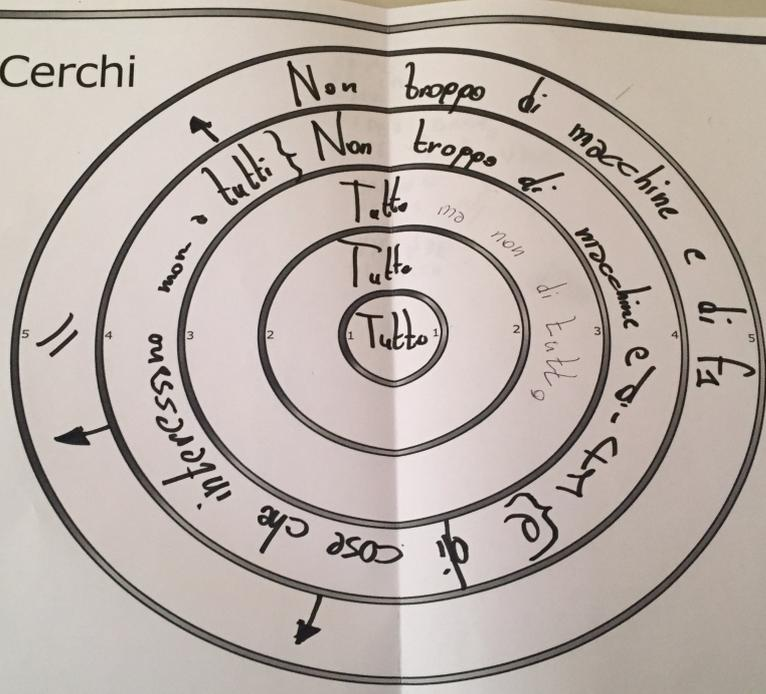 Cerchi
Non troppo di macchine e di f1
Non troppo di macchine e di f1 {e di cose che interessano non a tutti}
Tutto ma non di tutto
Tutto
Tutto
5 4 3 2 1 1 2 3 4 5